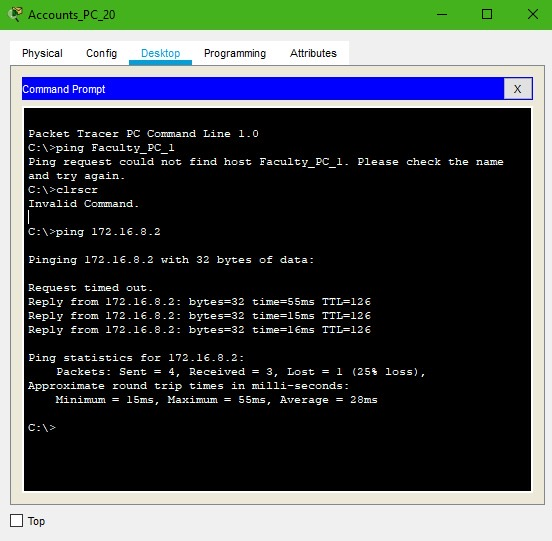 Accounts_PC_20
Physical Config Desktop Programming Attributes
Command Prompt X
Packet Tracer PC Command Line 1.0
C:\>ping Faculty_PC_1
Ping request could not find host Faculty_PC_1. Please check the name
and try again.
C:\>clrscr
Invalid Command.
C:\>ping 172.16.8.2
Pinging 172.16.8.2 with 32 bytes of data:
Request timed out.
Reply from 172.16.8.2: bytes=32 time=55ms TTL=126
Reply from 172.16.8.2: bytes=32 time=15ms TTL=126
Reply from 172.16.8.2: bytes=32 time=16ms TTL=126
Ping statistics for 172.16.8.2:
Packets: Sent = 4, Received = 3, Lost = 1 (25% loss),
Approximate round trip times in milli-seconds:
Minimum = 15ms, Maximum = 55ms, Average = 28ms
C:\>
Top